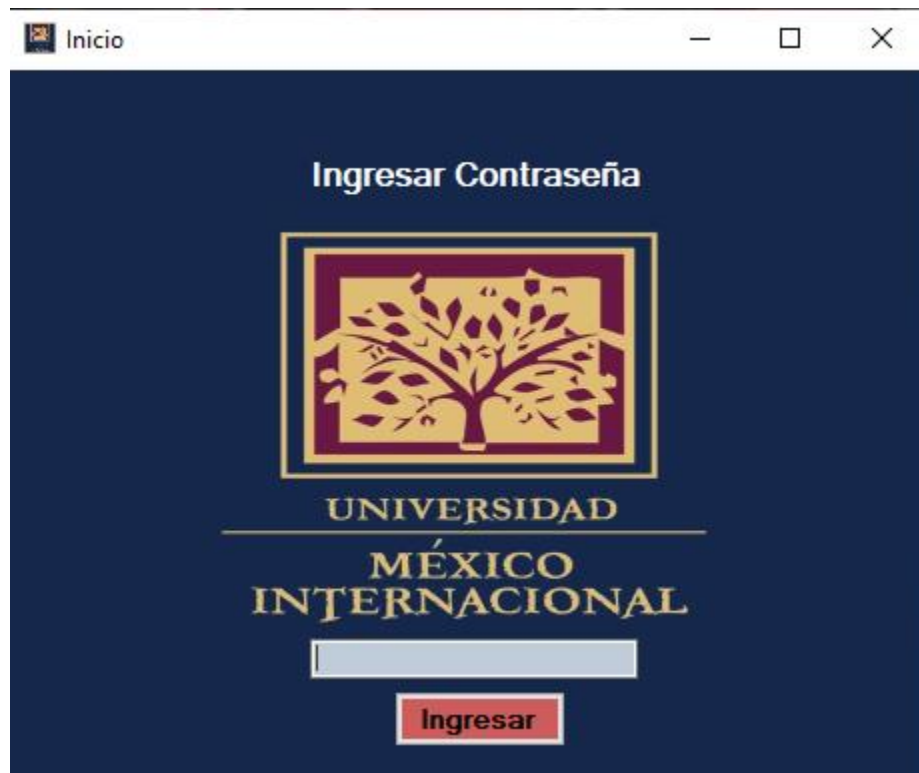 Inicio
Ingresar Contraseña
UNIVERSIDAD
MÉXICO
INTERNACIONAL
Ingresar